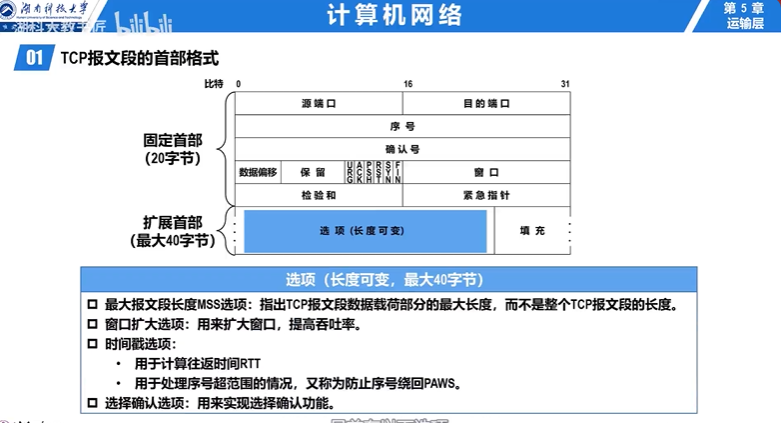 湖南科技大学
湖科大教书匠 bilibili
计算机网络
第 5 章
运输层
01 TCP报文段的首部格式
比特 0 16 31
固定首部
(20字节)
源 端 口 目 的 端 口
序 号
确 认 号
数据偏移 保 留 URG ACK PSH RST SYN FIN 窗 口
检 验 和 紧 急 指 针
扩展首部
(最大40字节)
选 项 (长 度 可 变) 填 充
选项（长度可变，最大40字节）
最大报文段长度MSS选项：指出TCP报文段数据载荷部分的最大长度，而不是整个TCP报文段的长度。
窗口扩大选项：用来扩大窗口，提高吞吐率。
时间戳选项：
• 用于计算往返时间RTT
• 用于处理序号超范围的情况，又称为防止序号绕回PAWS。
选择确认选项：用来实现选择确认功能。